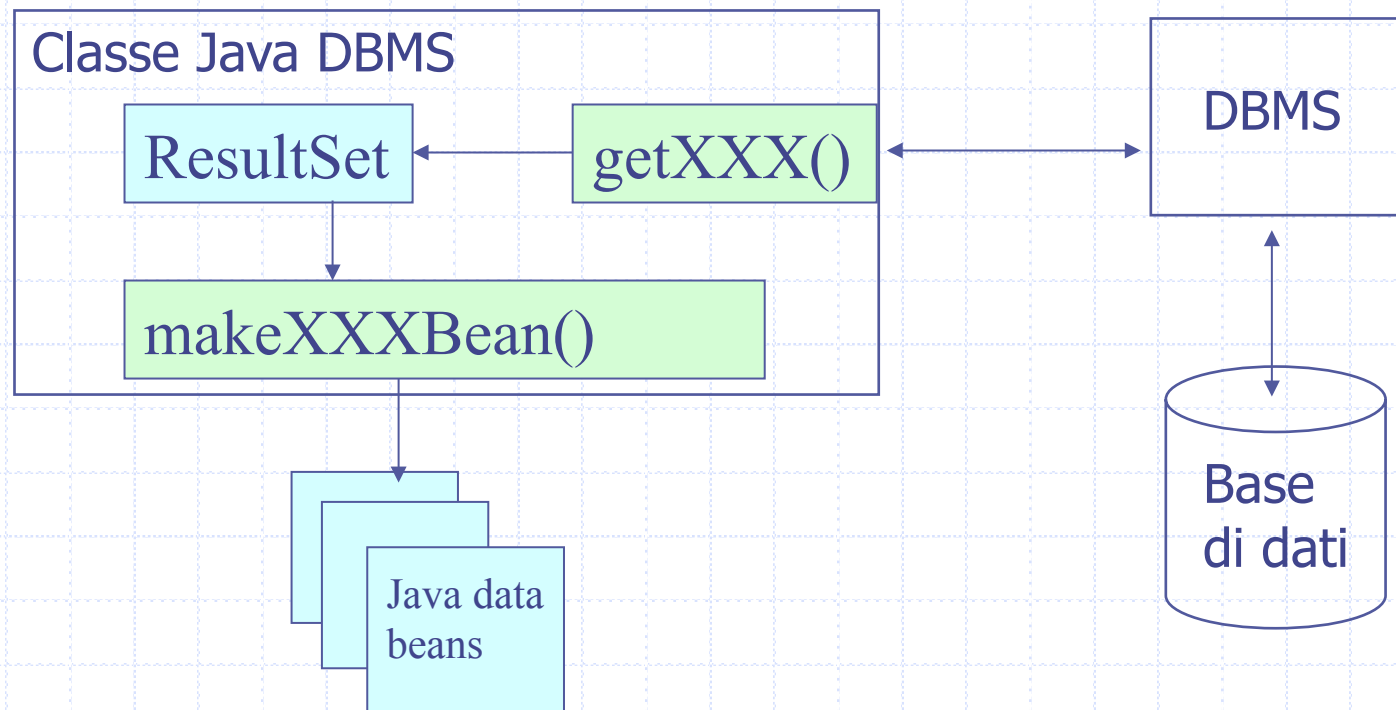 Classe Java DBMS
ResultSet
getXXX()
DBMS
makeXXXBean()
Base
di dati
Java data
beans